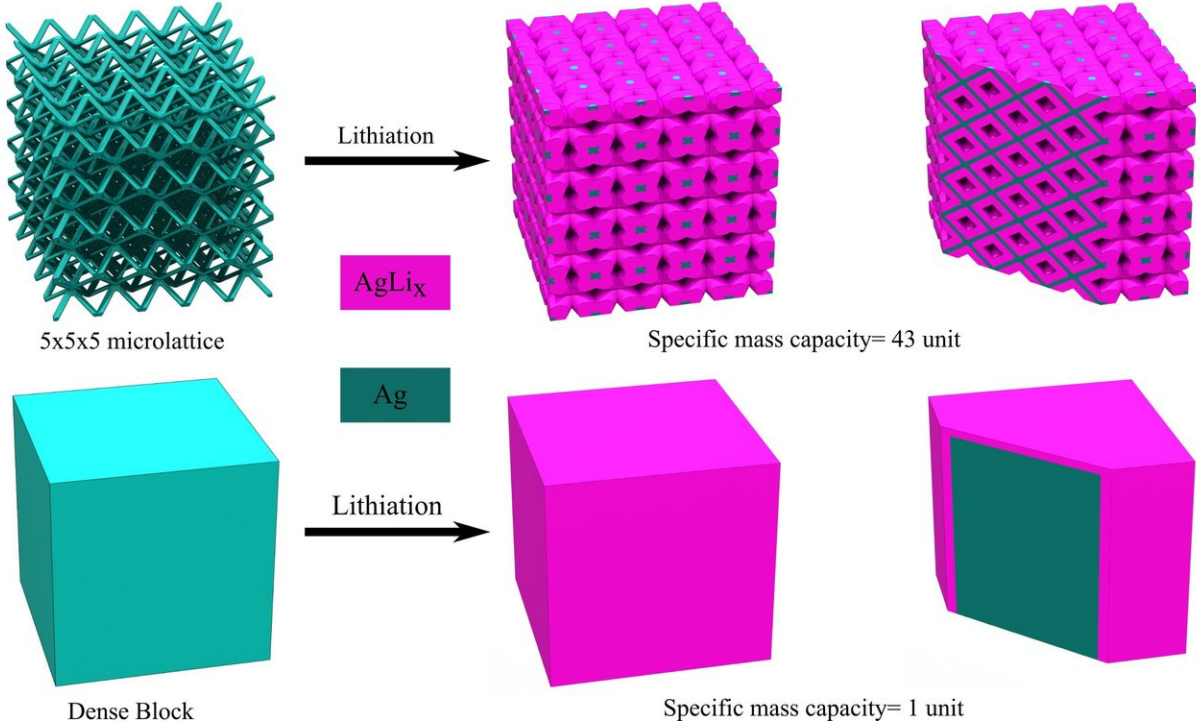 Lithiation
AgLix
5x5x5 microlattice
Specific mass capacity= 43 unit
Ag
Lithiation
Dense Block
Specific mass capacity= 1 unit